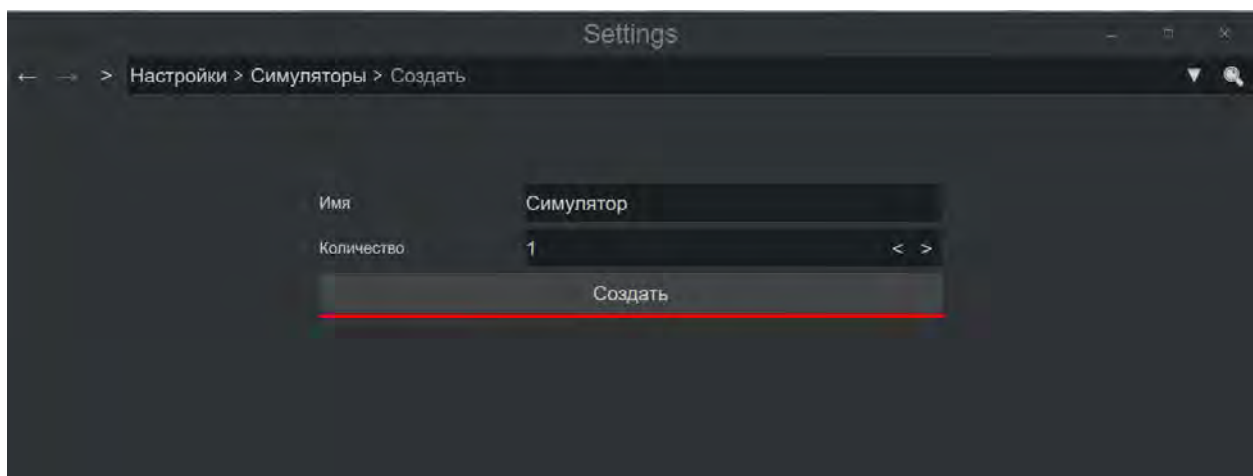 Settings
> Настройки > Симуляторы > Создать
Имя
Симулятор
Количество
1 < >
Создать